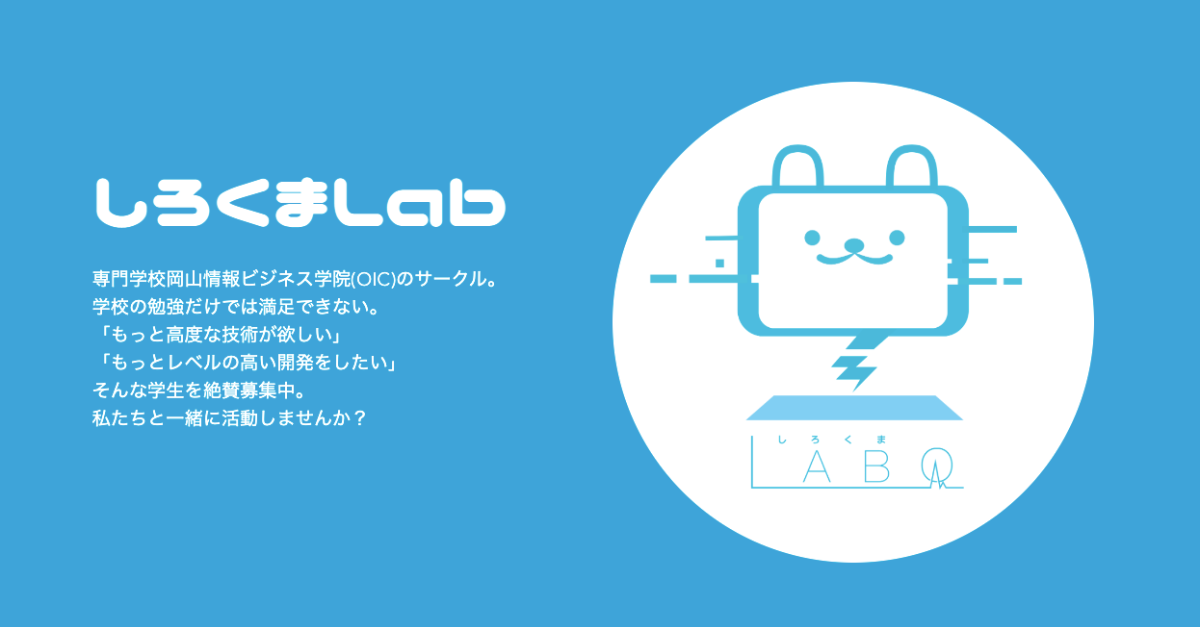 しろくまLab
専門学校岡山情報ビジネス学院(OIC)のサークル。
学校の勉強だけでは満足できない。
「もっと高度な技術が欲しい」
「もっとレベルの高い開発をしたい」
そんな学生を絶賛募集中。
私たちと一緒に活動しませんか？
しろくま
LABO